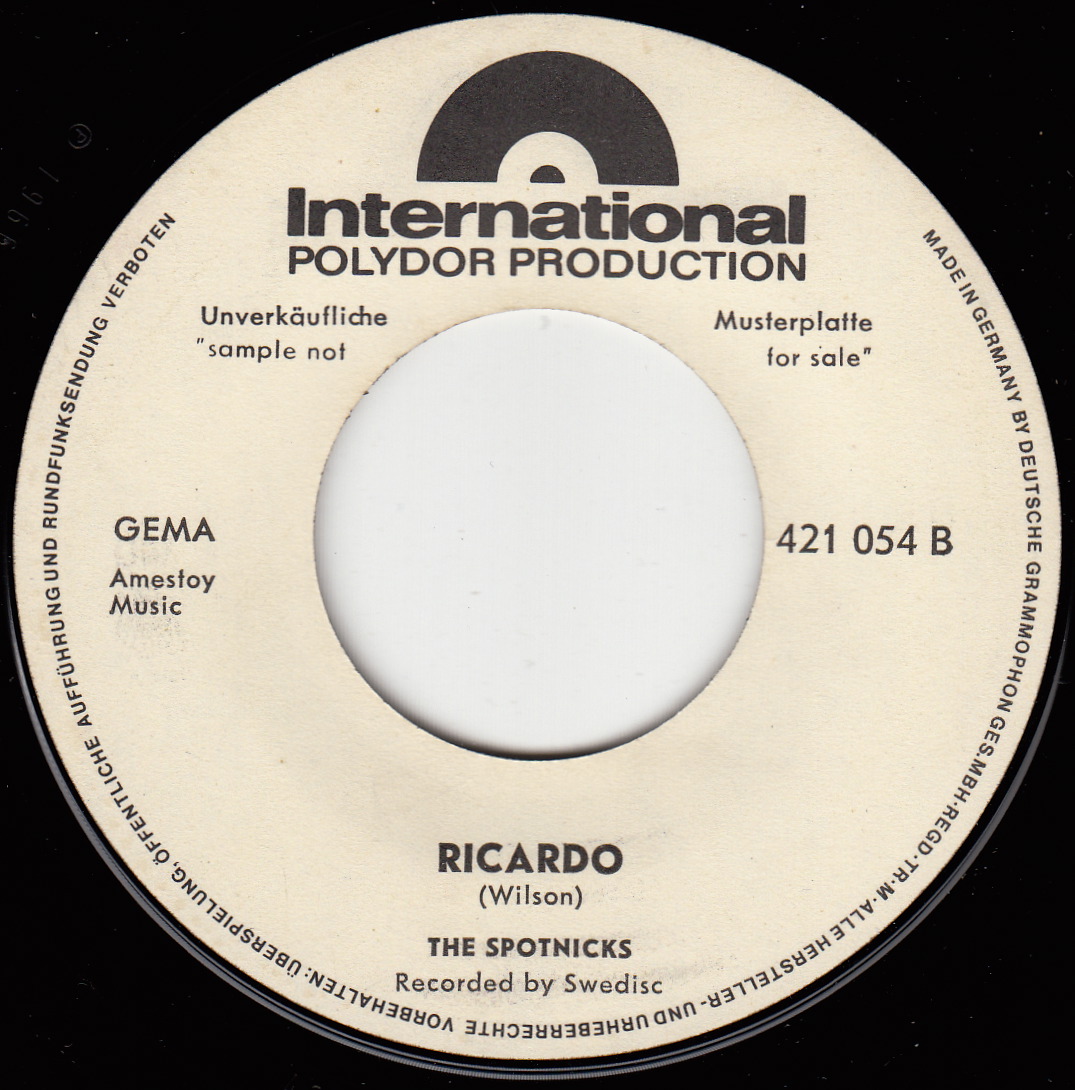 International
POLYDOR PRODUCTION
Unverkäufliche Musterplatte
"sample not for sale"
GEMA
421 054 B
Amestoy
Music
RICARDO
(Wilson)
THE SPOTNICKS
Recorded by Swedisc
MADE IN GERMANY BY DEUTSCHE GRAMMOPHON GES.MBH·REGD·TR·M·ALLE HERSTELLER-UND URHEBERRECHTE VORBEHALTEN: ÜBERSPIELUNG, ÖFFENTLICHE AUFFÜHRUNG UND RUNDFUNKSENDUNG VERBOTEN
Ⓟ 1966